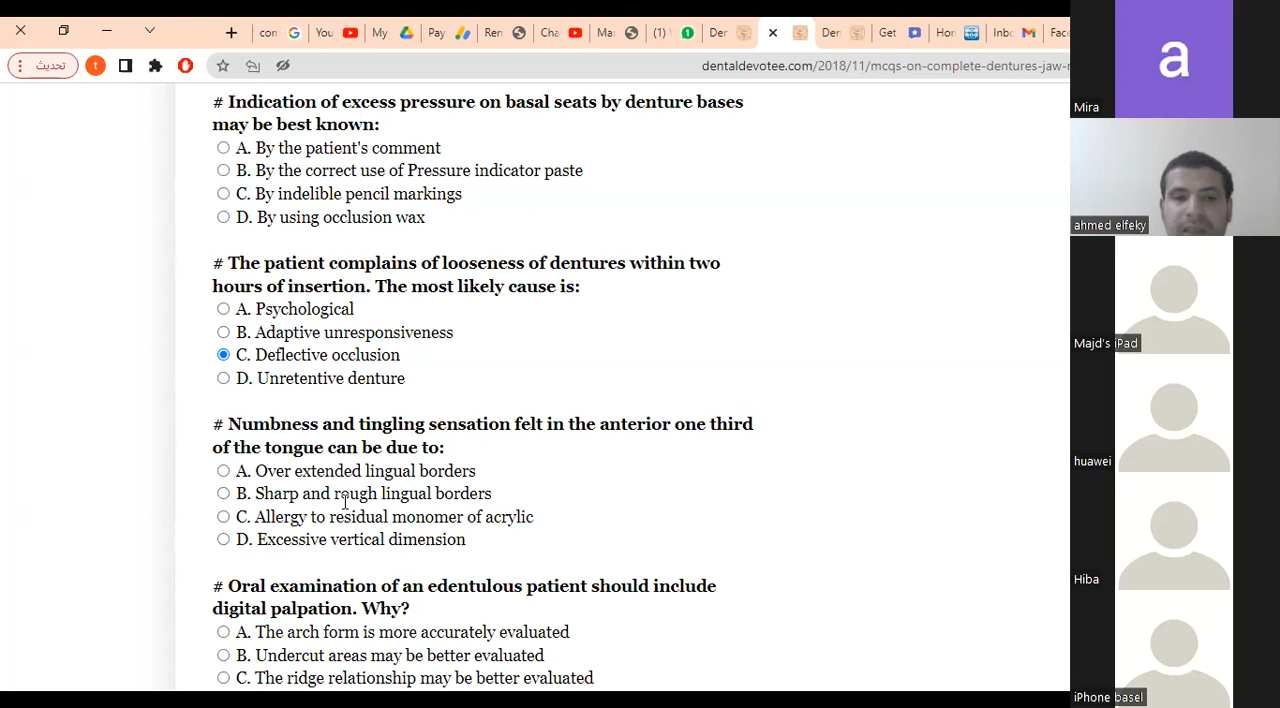 con
You
My
Pay
Ren
Cha
Mai
(1)
1
Der
Den
Get
Hor
Inb
Fac
تحديث
t
dentaldevotee.com/2018/11/mcqs-on-complete-dentures-jaw-r
# Indication of excess pressure on basal seats by denture bases
may be best known:
A. By the patient's comment
B. By the correct use of Pressure indicator paste
C. By indelible pencil markings
D. By using occlusion wax
# The patient complains of looseness of dentures within two
hours of insertion. The most likely cause is:
A. Psychological
B. Adaptive unresponsiveness
C. Deflective occlusion
D. Unretentive denture
# Numbness and tingling sensation felt in the anterior one third
of the tongue can be due to:
A. Over extended lingual borders
B. Sharp and rough lingual borders
C. Allergy to residual monomer of acrylic
D. Excessive vertical dimension
# Oral examination of an edentulous patient should include
digital palpation. Why?
A. The arch form is more accurately evaluated
B. Undercut areas may be better evaluated
C. The ridge relationship may be better evaluated
a
Mira
ahmed elfeky
Majd's iPad
huawei
Hiba
iPhone basel